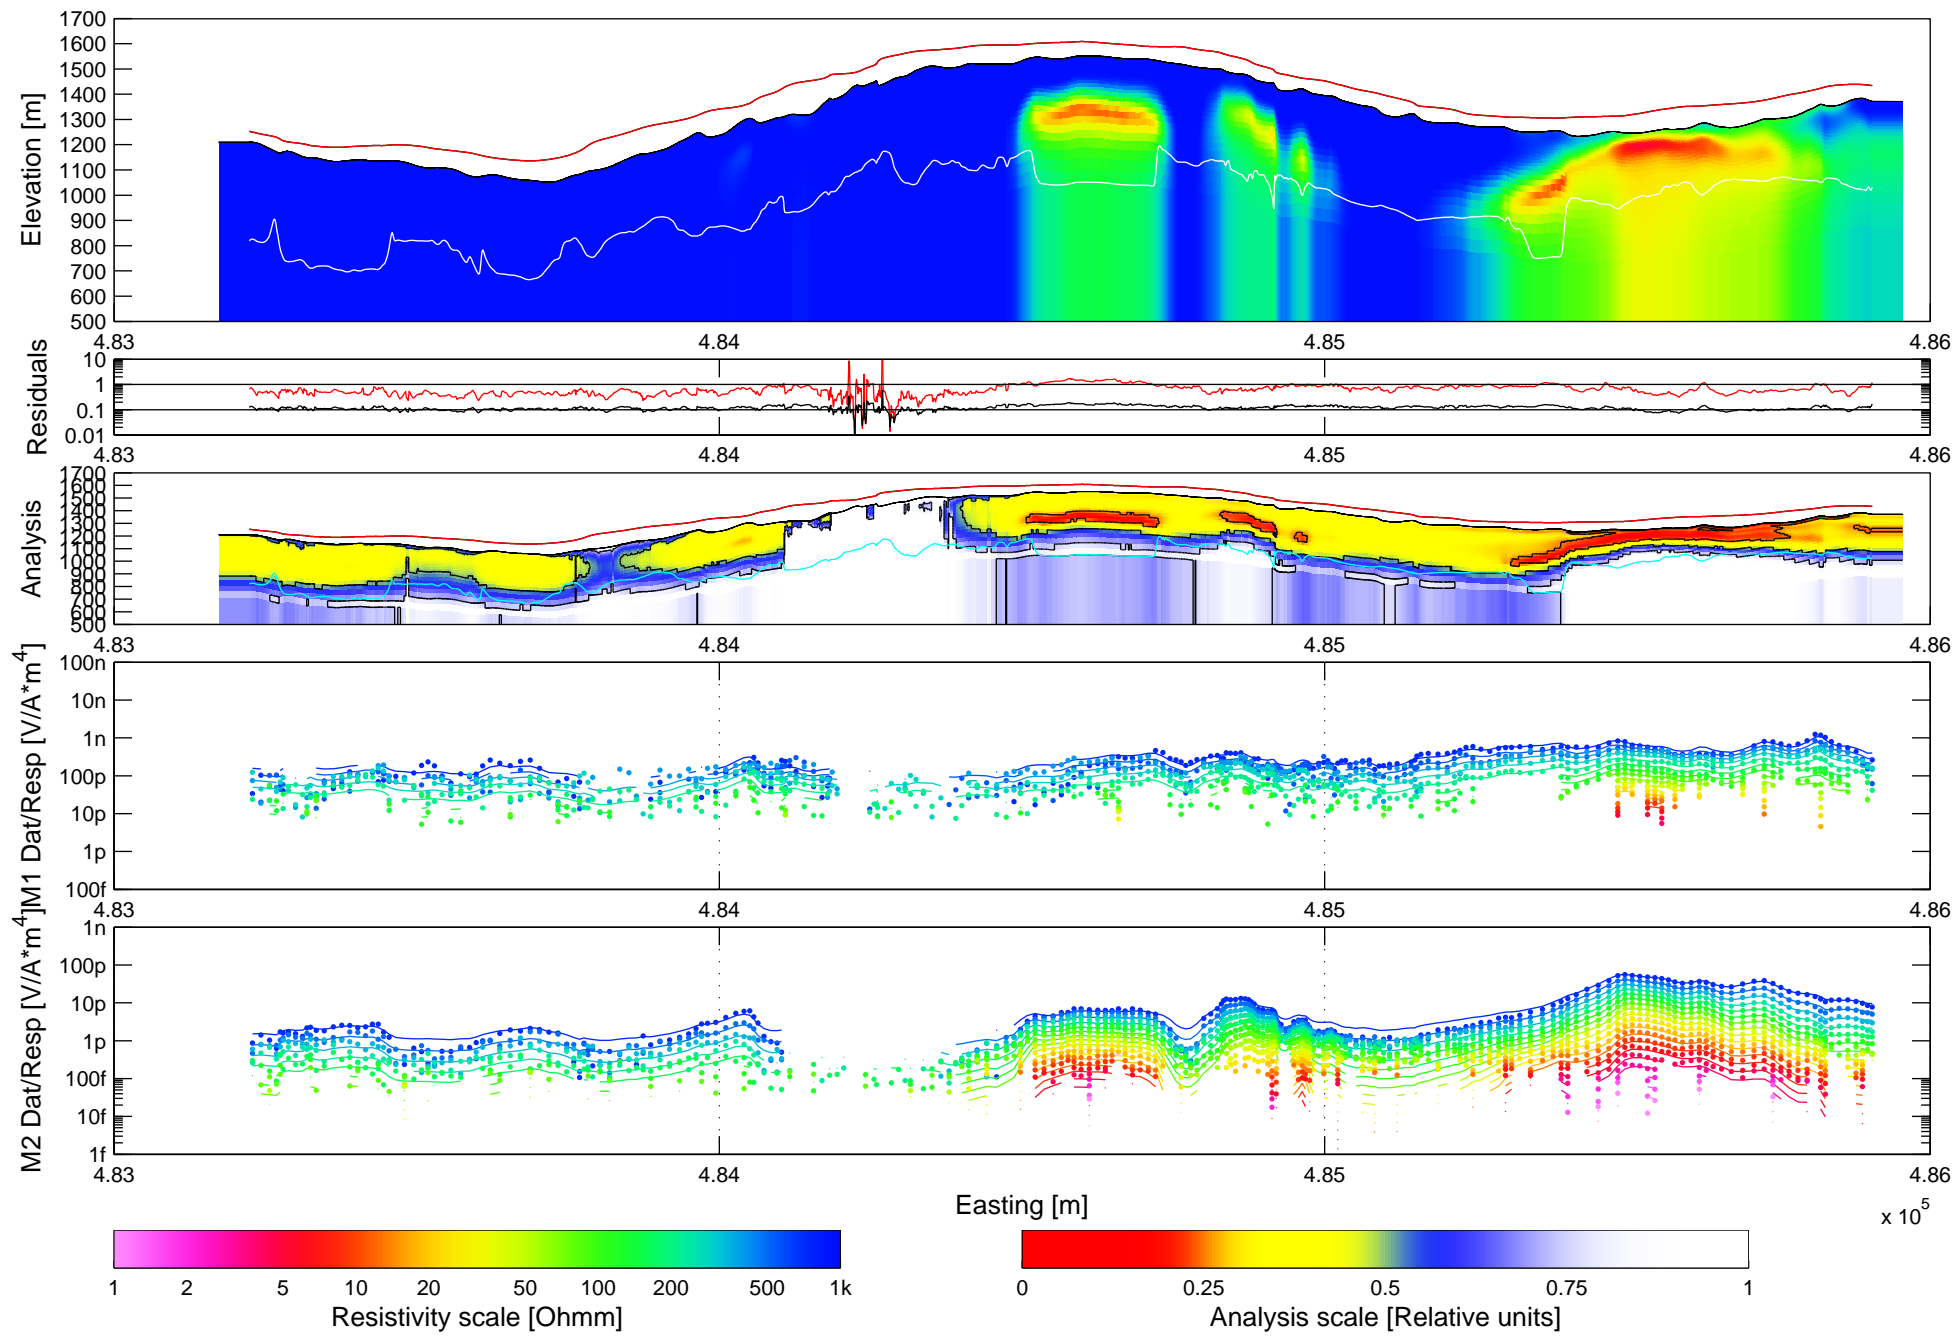 1700
1600
1500
1400
1300
1200
1100
1000
900
800
700
600
500
Elevation [m]
4.83 4.84 4.85 4.86
10
1
0.1
0.01
Residuals
4.83 4.84 4.85 4.86
1700
1600
1500
1400
1300
1200
1100
1000
900
800
700
600
500
Analysis
4.83 4.84 4.85 4.86
100n
10n
1n
100p
10p
1p
100f
M1 Dat/Resp [V/A*m^4]
4.83 4.84 4.85 4.86
1n
100p
10p
1p
100f
10f
1f
M2 Dat/Resp [V/A*m^4]
4.83 4.84 4.85 4.86
Easting [m]
x 10^5
1 2 5 10 20 50 100 200 500 1k
Resistivity scale [Ohmm]
0 0.25 0.5 0.75 1
Analysis scale [Relative units]